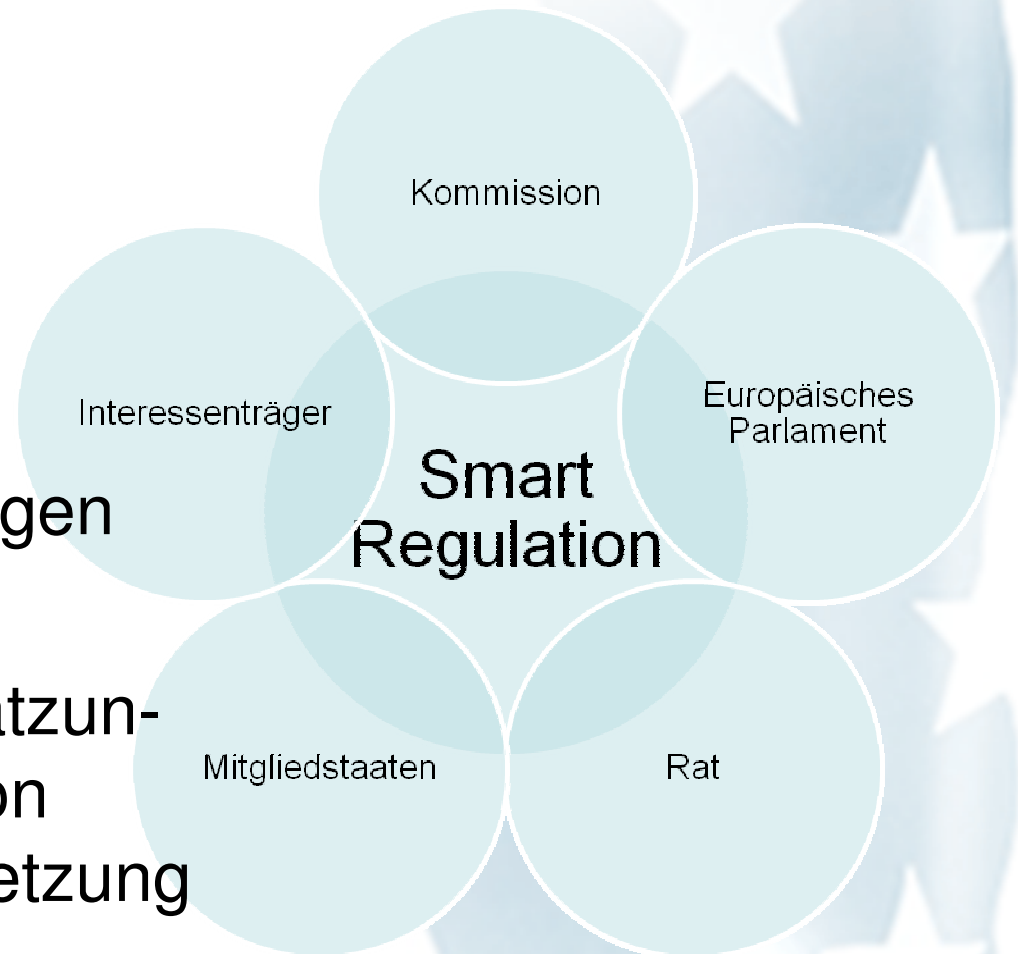 Kommission
Interessenträger
Europäisches
Parlament
Smart
Regulation
gen
atzun-
on
etzung
Mitgliedstaaten
Rat